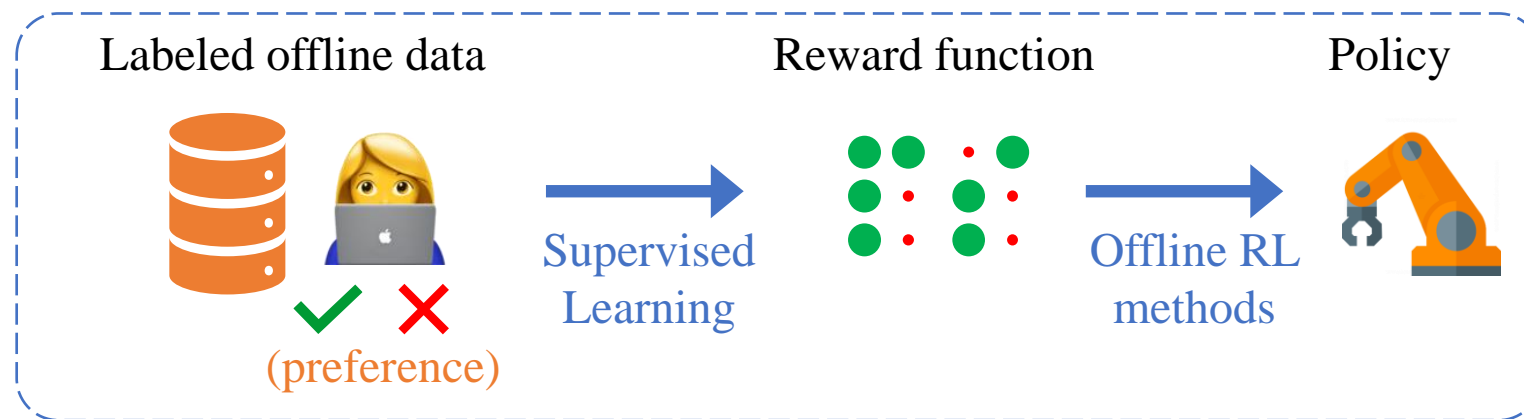 Labeled offline data
Reward function
Policy
Supervised
Learning
Offline RL
methods
(preference)